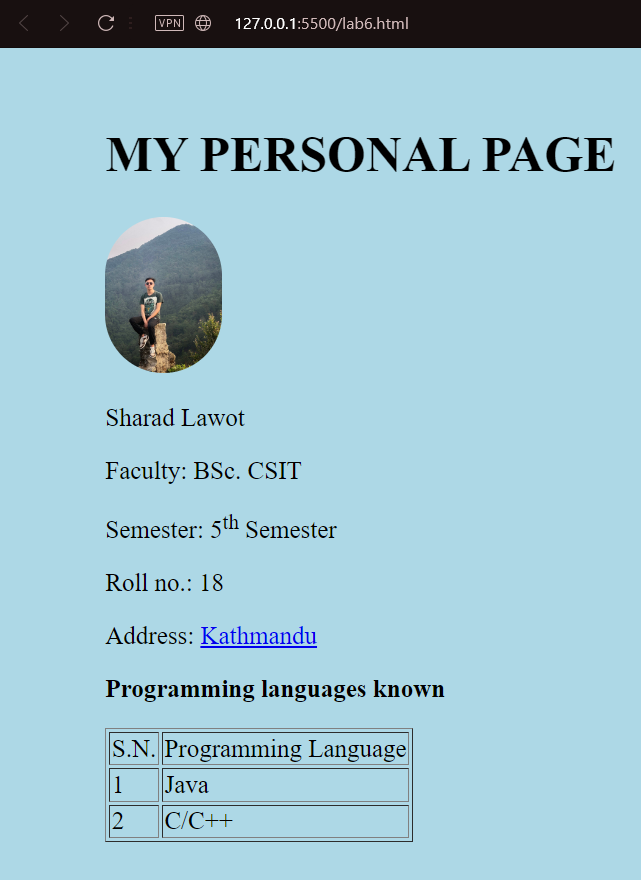 VPN 127.0.0.1:5500/lab6.html
MY PERSONAL PAGE
Sharad Lawot
Faculty: BSc. CSIT
Semester: 5th Semester
Roll no.: 18
Address: Kathmandu
Programming languages known
S.N. Programming Language
1 Java
2 C/C++